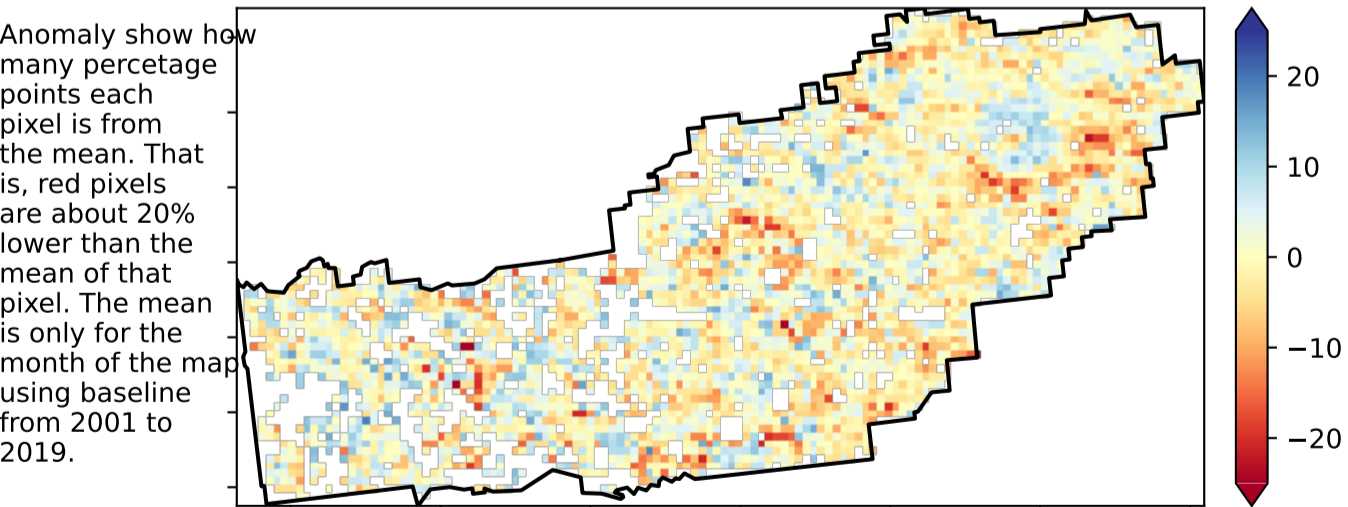 Anomaly show how
many percetage
points each
pixel is from
the mean. That
is, red pixels
are about 20%
lower than the
mean of that
pixel. The mean
is only for the
month of the map
using baseline
from 2001 to
2019.
20
10
0
−10
−20